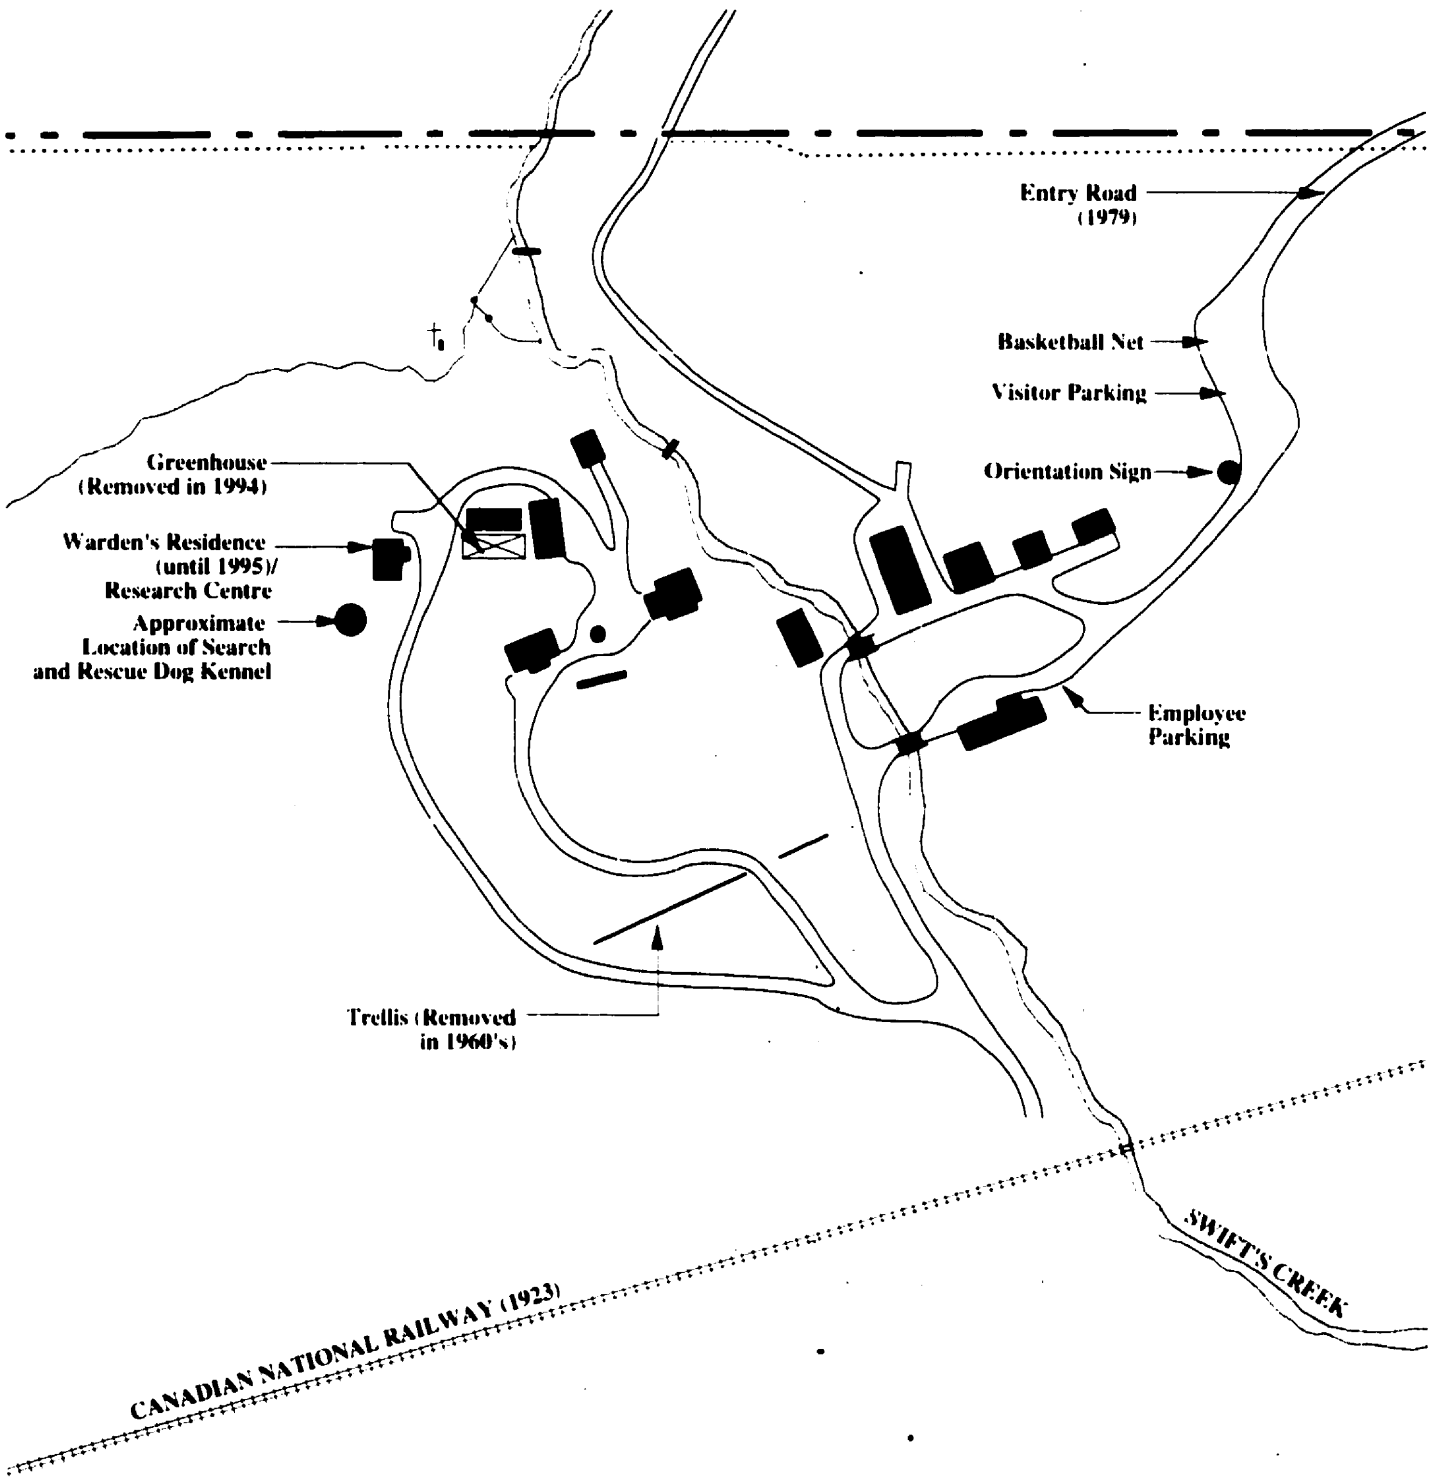 Entry Road
(1979)
Basketball Net
Visitor Parking
Orientation Sign
Greenhouse
(Removed in 1994)
Warden's Residence
(until 1995)/
Research Centre
Approximate
Location of Search
and Rescue Dog Kennel
Employee
Parking
Trellis (Removed
in 1960's)
SWIFT'S CREEK
CANADIAN NATIONAL RAILWAY (1923)